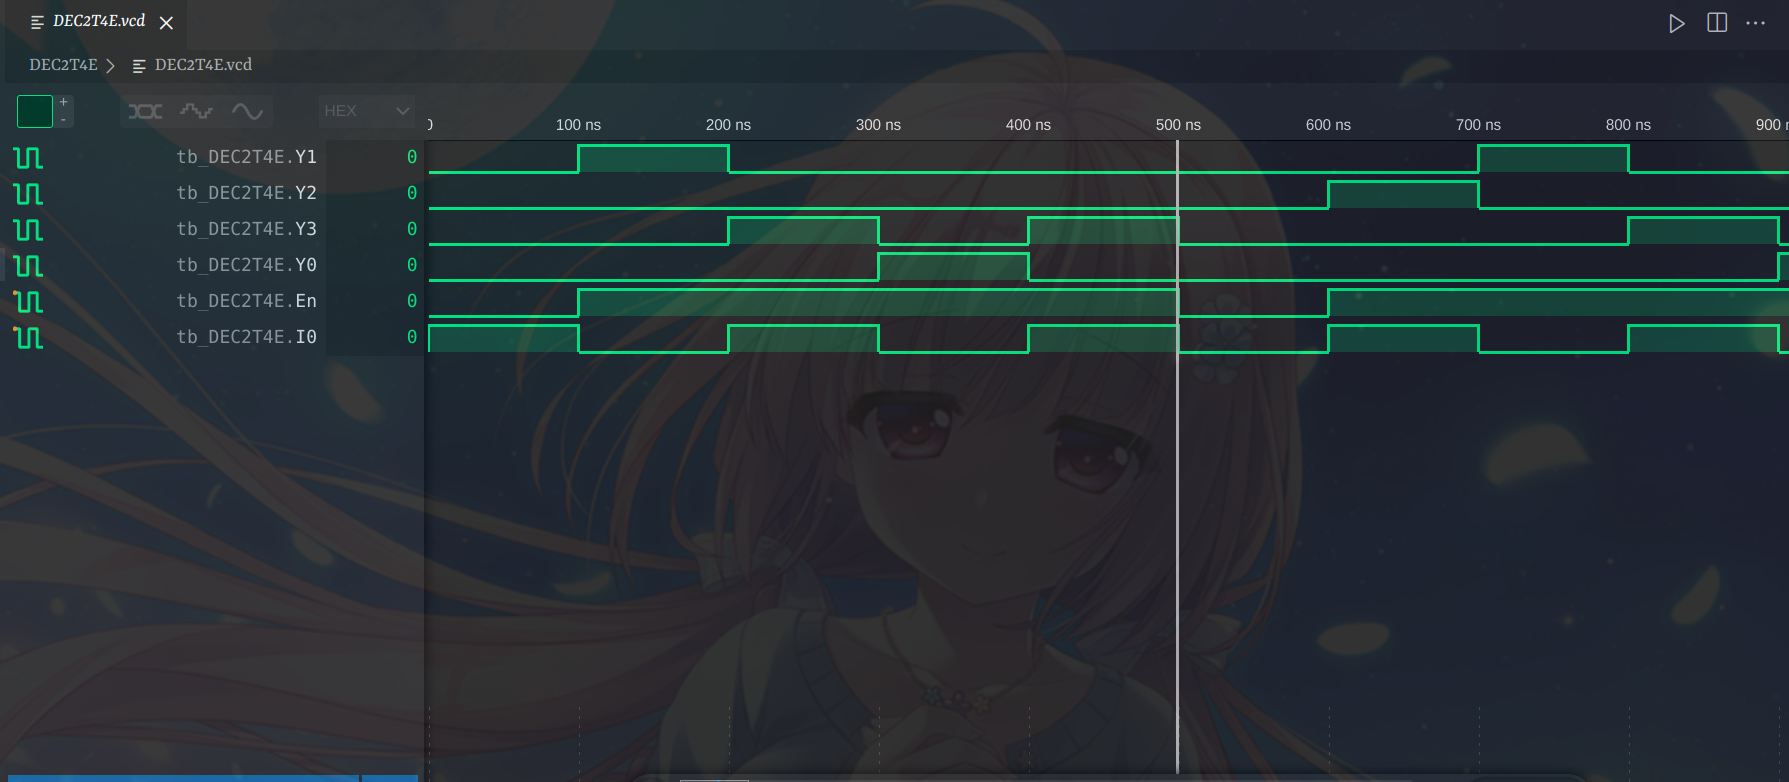 DEC2T4E.vcd
DEC2T4E > DEC2T4E.vcd
+
-
HEX
0 100 ns 200 ns 300 ns 400 ns 500 ns 600 ns 700 ns 800 ns 900 n
tb_DEC2T4E.Y1 0
tb_DEC2T4E.Y2 0
tb_DEC2T4E.Y3 0
tb_DEC2T4E.Y0 0
tb_DEC2T4E.En 0
tb_DEC2T4E.I0 0